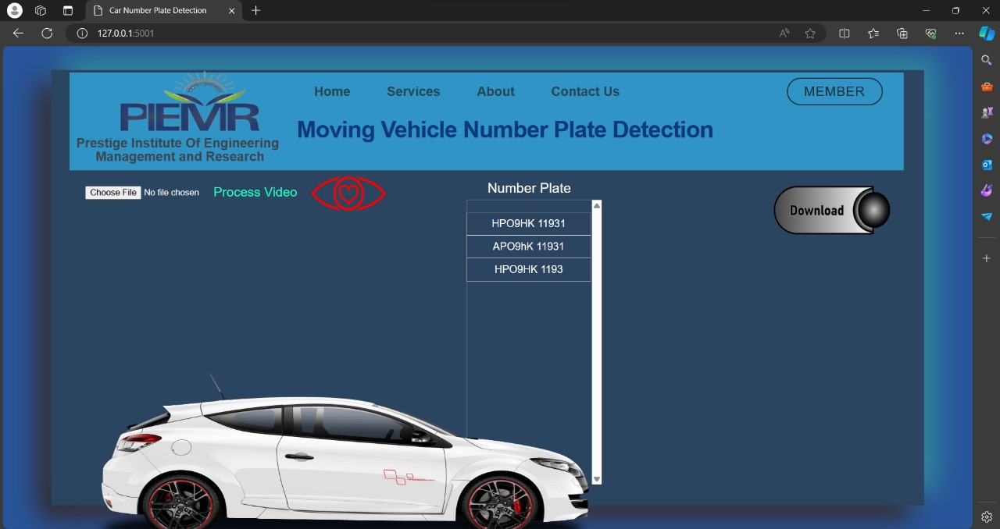 Car Number Plate Detection
127.0.0.1:5001
Home Services About Contact Us
MEMBER
PIEMR
Moving Vehicle Number Plate Detection
Prestige Institute Of Engineering
Management and Research
Choose File No file chosen
Process Video
Number Plate
Download
HPO9HK 11931
APO9hK 11931
HPO9HK 1193